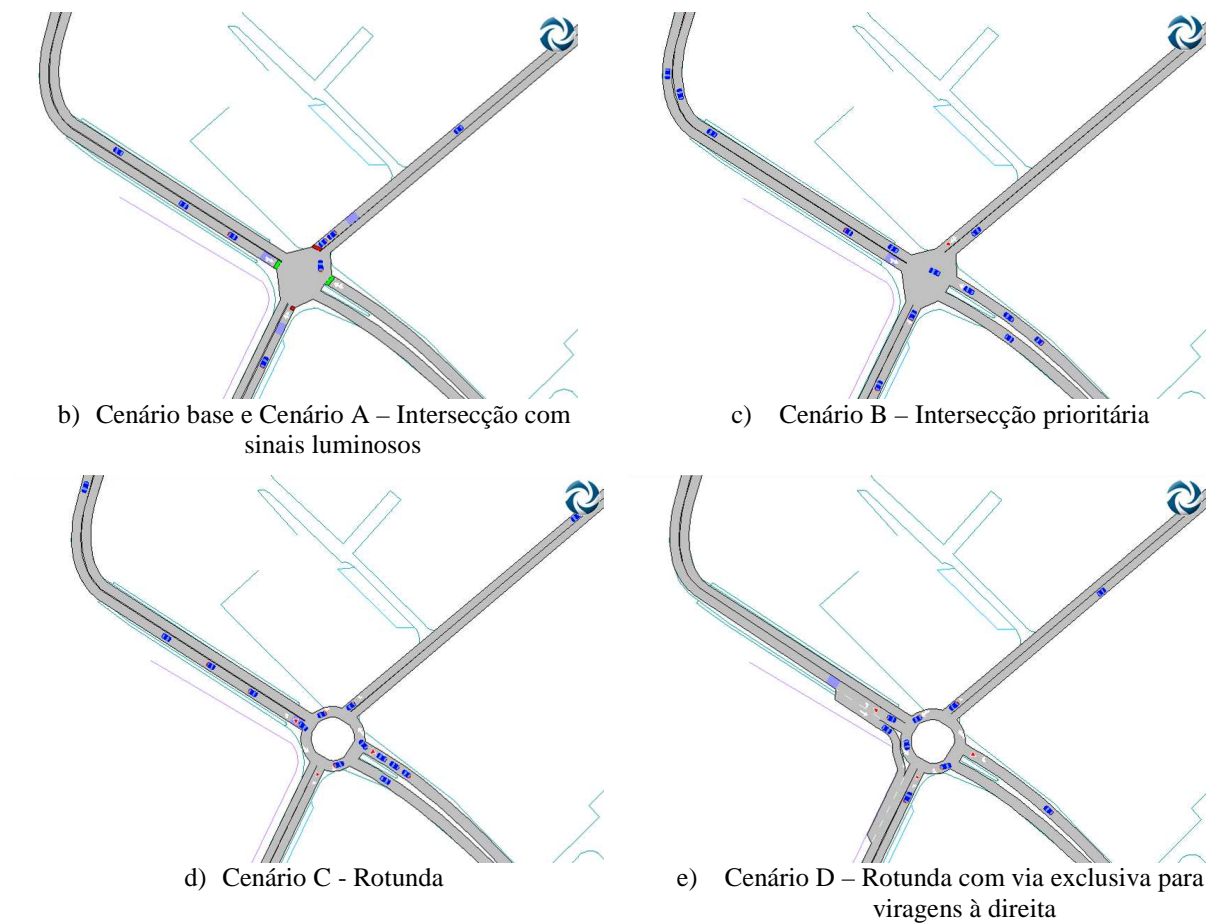 b) Cenário base e Cenário A – Intersecção com
sinais luminosos
c) Cenário B – Intersecção prioritária
d) Cenário C - Rotunda
e) Cenário D – Rotunda com via exclusiva para
viragens à direita